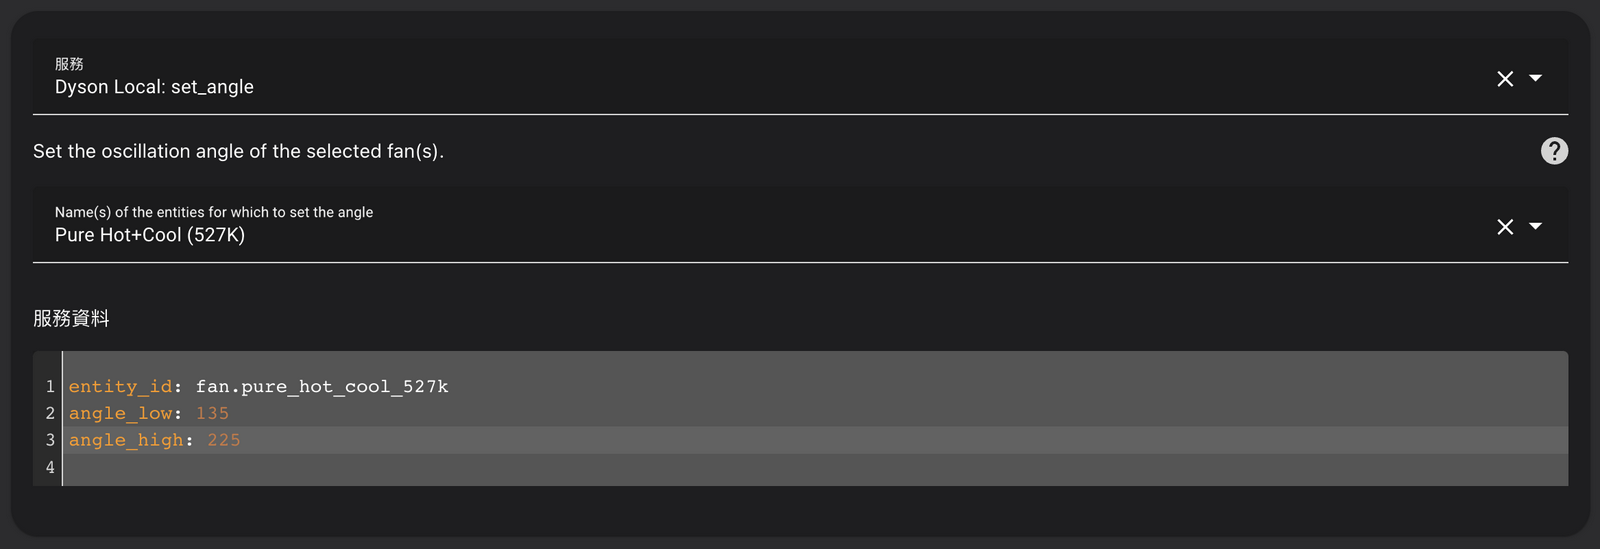 服務
Dyson Local: set_angle
Set the oscillation angle of the selected fan(s).
?
Name(s) of the entities for which to set the angle
Pure Hot+Cool (527K)
服務資料
1 entity_id: fan.pure_hot_cool_527k
2 angle_low: 135
3 angle_high: 225
4